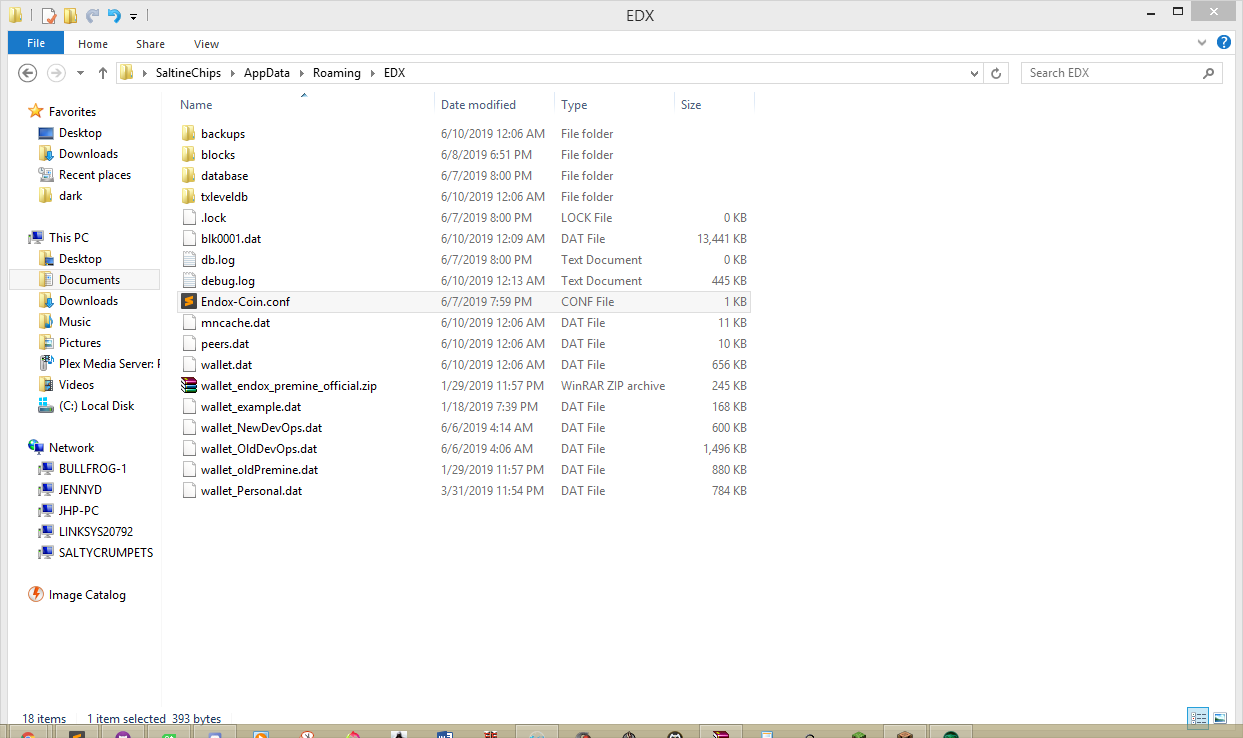 EDX
File Home Share View
SaltineChips AppData Roaming EDX Search EDX
Name Date modified Type Size
Favorites
Desktop
Downloads
Recent places
dark
This PC
Desktop
Documents
Downloads
Music
Pictures
Plex Media Server:
Videos
(C:) Local Disk
Network
BULLFROG-1
JENNYD
JHP-PC
LINKSYS20792
SALTYCRUMPETS
Image Catalog
backups 6/10/2019 12:06 AM File folder
blocks 6/8/2019 6:51 PM File folder
database 6/7/2019 8:00 PM File folder
txleveldb 6/10/2019 12:06 AM File folder
.lock 6/7/2019 8:00 PM LOCK File 0 KB
blk0001.dat 6/10/2019 12:09 AM DAT File 13,441 KB
db.log 6/7/2019 8:00 PM Text Document 0 KB
debug.log 6/10/2019 12:13 AM Text Document 445 KB
Endox-Coin.conf 6/7/2019 7:59 PM CONF File 1 KB
mncache.dat 6/10/2019 12:06 AM DAT File 11 KB
peers.dat 6/10/2019 12:06 AM DAT File 10 KB
wallet.dat 6/10/2019 12:06 AM DAT File 656 KB
wallet_endox_premine_official.zip 1/29/2019 11:57 PM WinRAR ZIP archive 245 KB
wallet_example.dat 1/18/2019 7:39 PM DAT File 168 KB
wallet_NewDevOps.dat 6/6/2019 4:14 AM DAT File 600 KB
wallet_OldDevOps.dat 6/6/2019 4:06 AM DAT File 1,496 KB
wallet_oldPremine.dat 1/29/2019 11:57 PM DAT File 880 KB
wallet_Personal.dat 3/31/2019 11:54 PM DAT File 784 KB
18 items 1 item selected 393 bytes